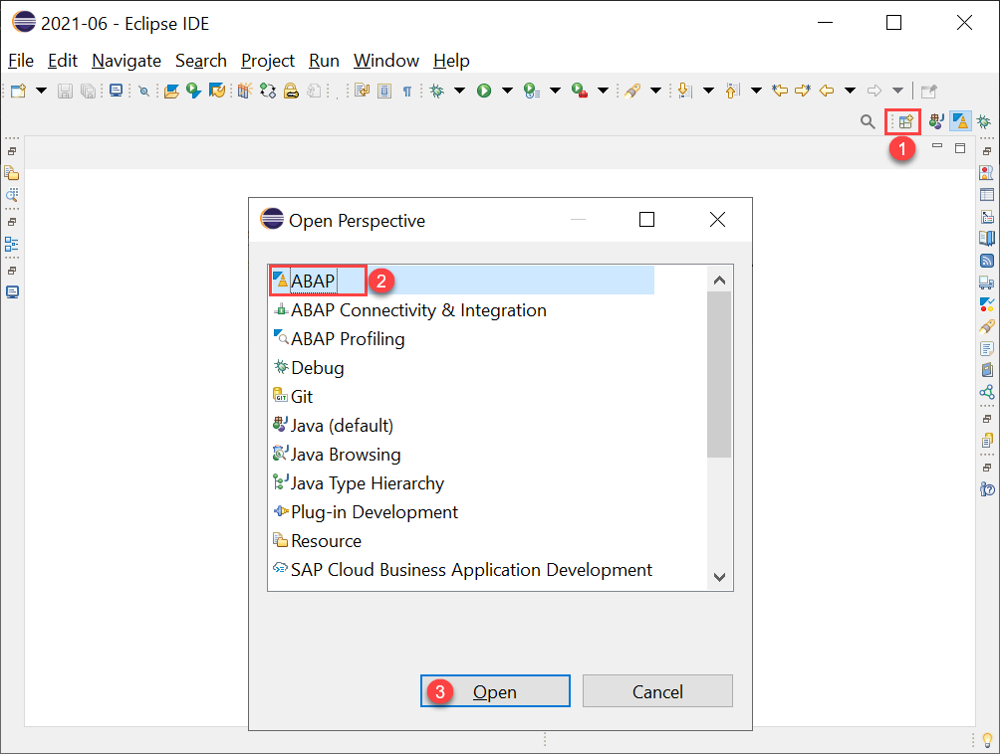 2021-06 - Eclipse IDE
File Edit Navigate Search Project Run Window Help
1
Open Perspective
ABAP 2
ABAP Connectivity & Integration
ABAP Profiling
Debug
Git
Java (default)
Java Browsing
Java Type Hierarchy
Plug-in Development
Resource
SAP Cloud Business Application Development
3 Open Cancel